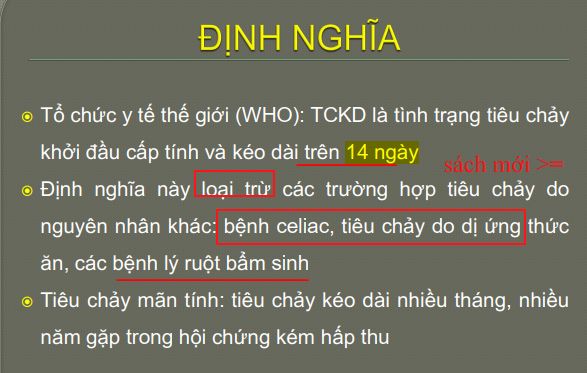 ĐỊNH NGHĨA
Tổ chức y tế thế giới (WHO): TCKD là tình trạng tiêu chảy
khởi đầu cấp tính và kéo dài trên 14 ngày
sách mới >=
Định nghĩa này loại trừ các trường hợp tiêu chảy do
nguyên nhân khác: bệnh celiac, tiêu chảy do dị ứng thức
ăn, các bệnh lý ruột bẩm sinh
Tiêu chảy mãn tính: tiêu chảy kéo dài nhiều tháng, nhiều
năm gặp trong hội chứng kém hấp thu